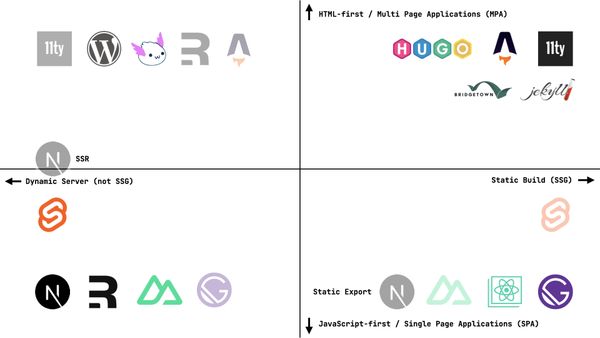 HTML-first / Multi Page Applications (MPA)
11ty
HUGO
11ty
BRIDGETOWN
jekyll
SSR
Dynamic Server (not SSG)
Static Build (SSG)
Static Export
JavaScript-first / Single Page Applications (SPA)